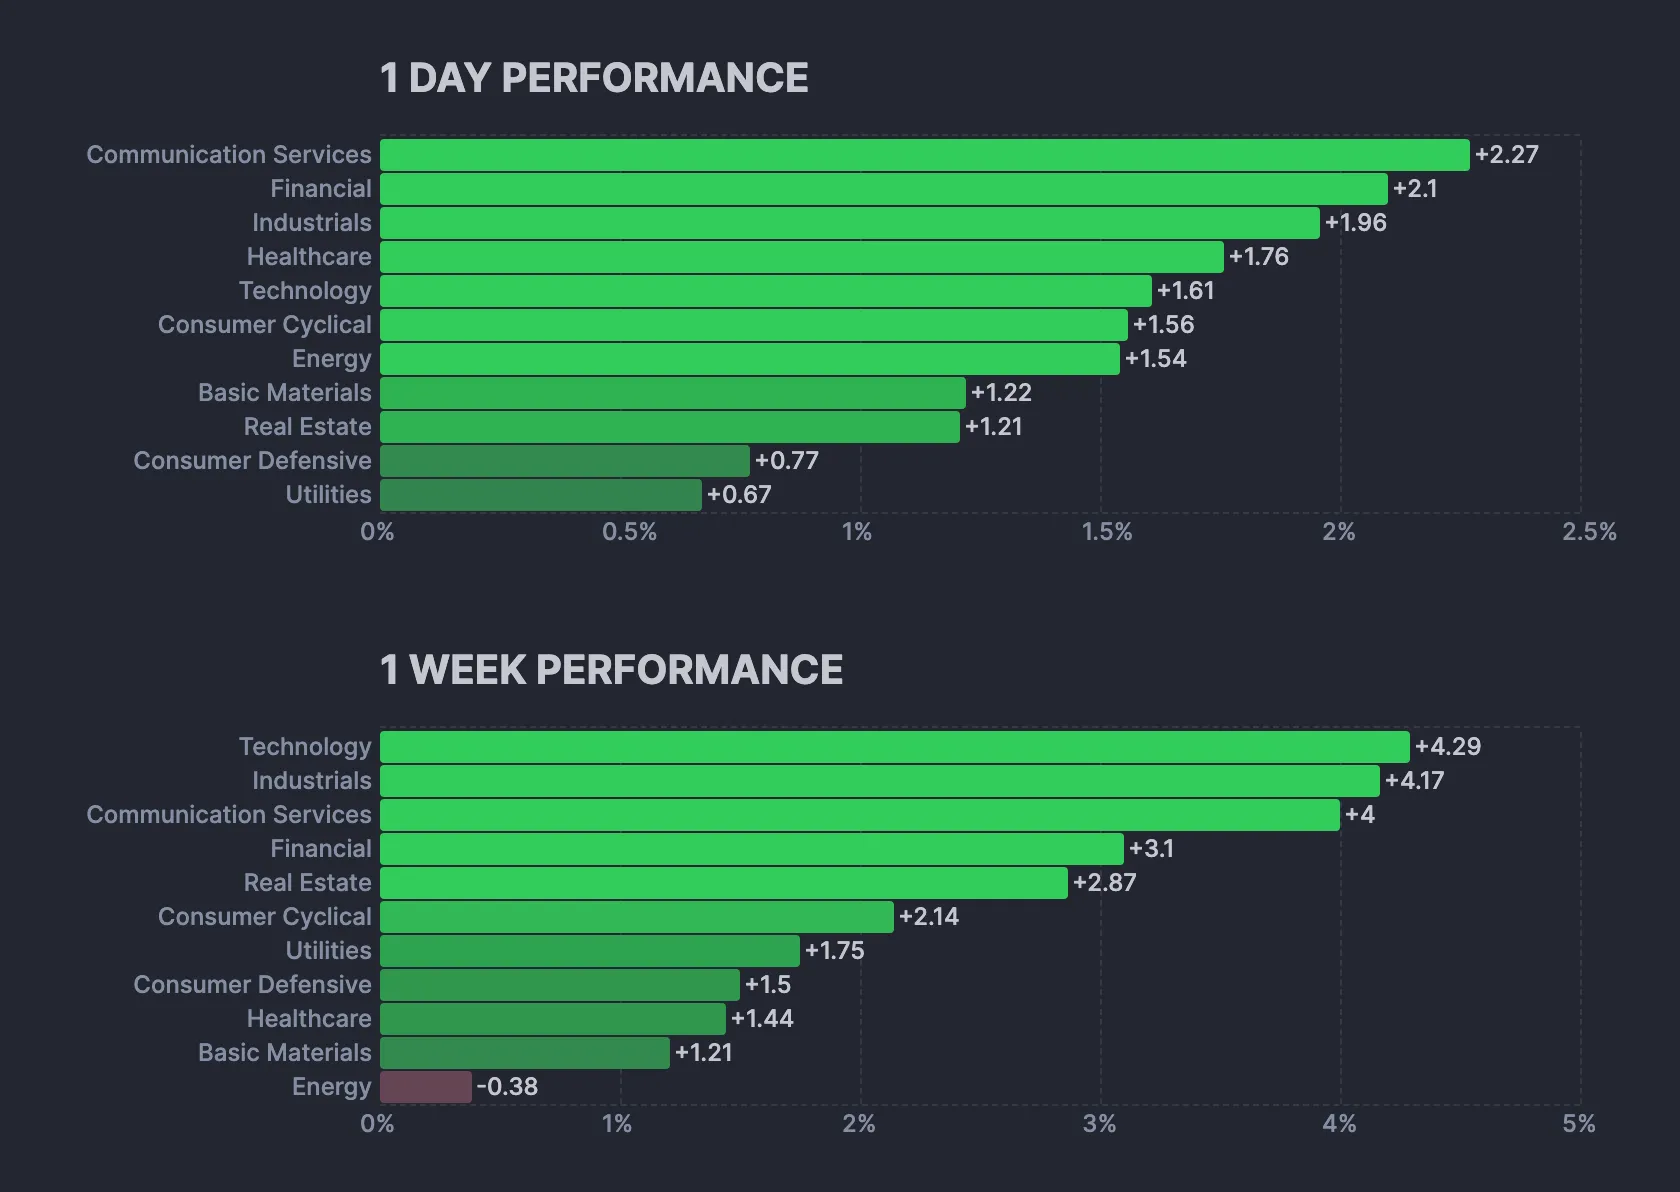 1 DAY PERFORMANCE
Communication Services +2.27
Financial +2.1
Industrials +1.96
Healthcare +1.76
Technology +1.61
Consumer Cyclical +1.56
Energy +1.54
Basic Materials +1.22
Real Estate +1.21
Consumer Defensive +0.77
Utilities +0.67
0% 0.5% 1% 1.5% 2% 2.5%
1 WEEK PERFORMANCE
Technology +4.29
Industrials +4.17
Communication Services +4
Financial +3.1
Real Estate +2.87
Consumer Cyclical +2.14
Utilities +1.75
Consumer Defensive +1.5
Healthcare +1.44
Basic Materials +1.21
Energy -0.38
0% 1% 2% 3% 4% 5%